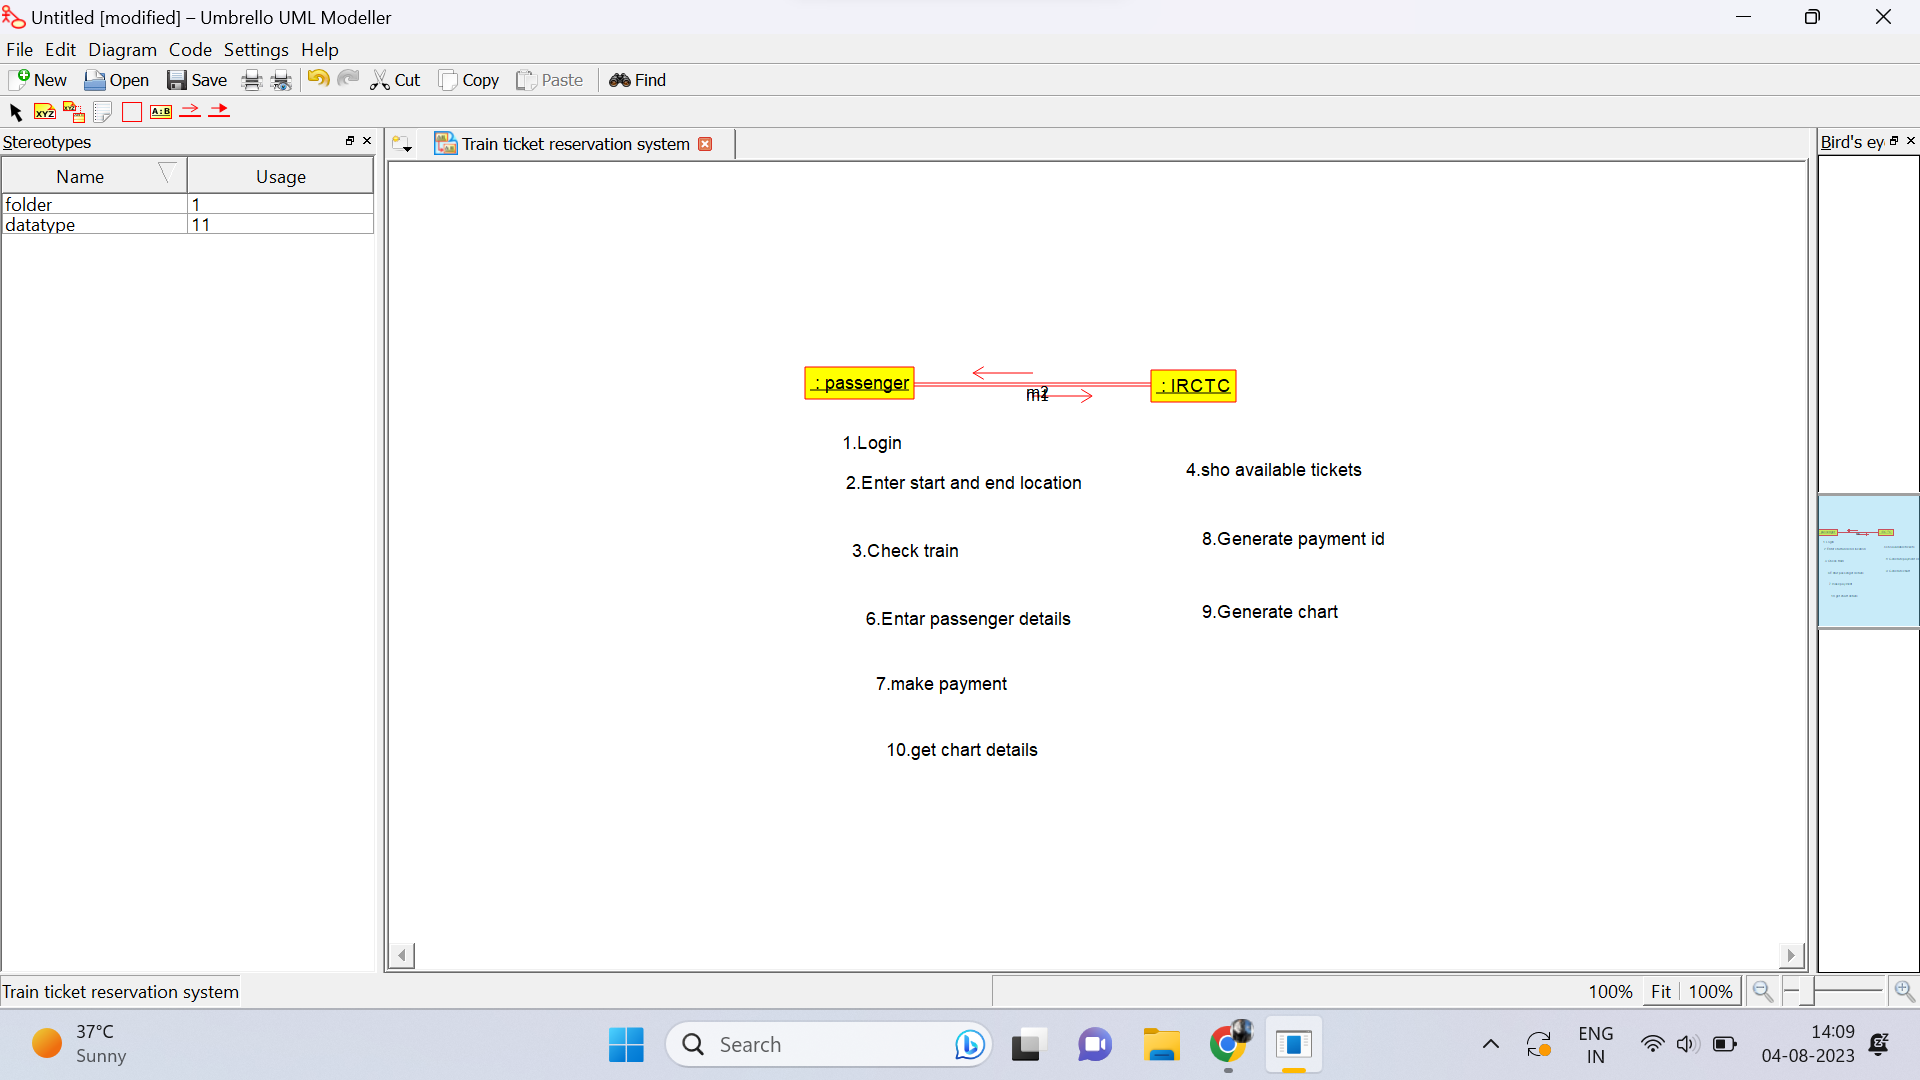 Untitled [modified] – Umbrello UML Modeller
File Edit Diagram Code Settings Help
New Open Save Cut Copy Paste Find
XYZ XYZ A:B
Stereotypes
Train ticket reservation system
Bird's ey
Name Usage
folder 1
datatype 11
: passenger
: IRCTC
m2
m1
1.Login
2.Enter start and end location
3.Check train
6.Entar passenger details
7.make payment
10.get chart details
4.sho available tickets
8.Generate payment id
9.Generate chart
Train ticket reservation system
100% Fit 100%
37°C
Sunny
Search
ENG
IN
14:09
04-08-2023